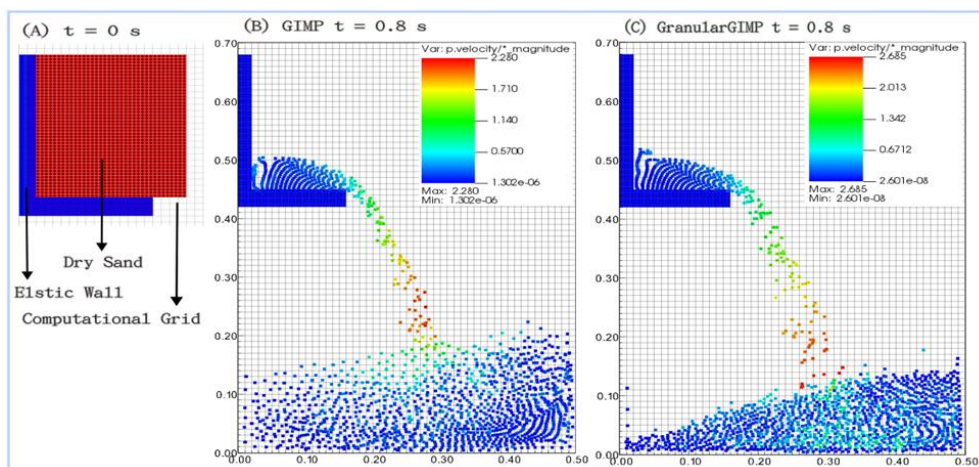 (A) t = 0 s
Dry Sand
Elstic Wall
Computational Grid
(B) GIMP t = 0.8 s
Var: p.velocity/*_magnitude
2.280
1.710
1.140
0.5700
1.302e-06
Max: 2.280
Min: 1.302e-06
0.70
0.60
0.50
0.40
0.30
0.20
0.10
0.00
0.00 0.10 0.20 0.30 0.40 0.50
(C) GranularGIMP t = 0.8 s
Var: p.velocity/*_magnitude
2.685
2.013
1.342
0.6712
2.601e-08
Max: 2.685
Min: 2.601e-08
0.70
0.60
0.50
0.40
0.30
0.20
0.10
0.00
0.00 0.10 0.20 0.30 0.40 0.50